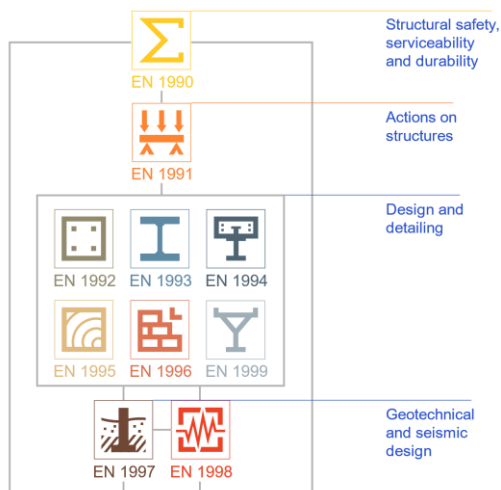 Structural safety,
serviceability
and durability
EN 1990
Actions on
structures
EN 1991
Design and
detailing
EN 1992 EN 1993 EN 1994
EN 1995 EN 1996 EN 1999
Geotechnical
and seismic
design
EN 1997 EN 1998